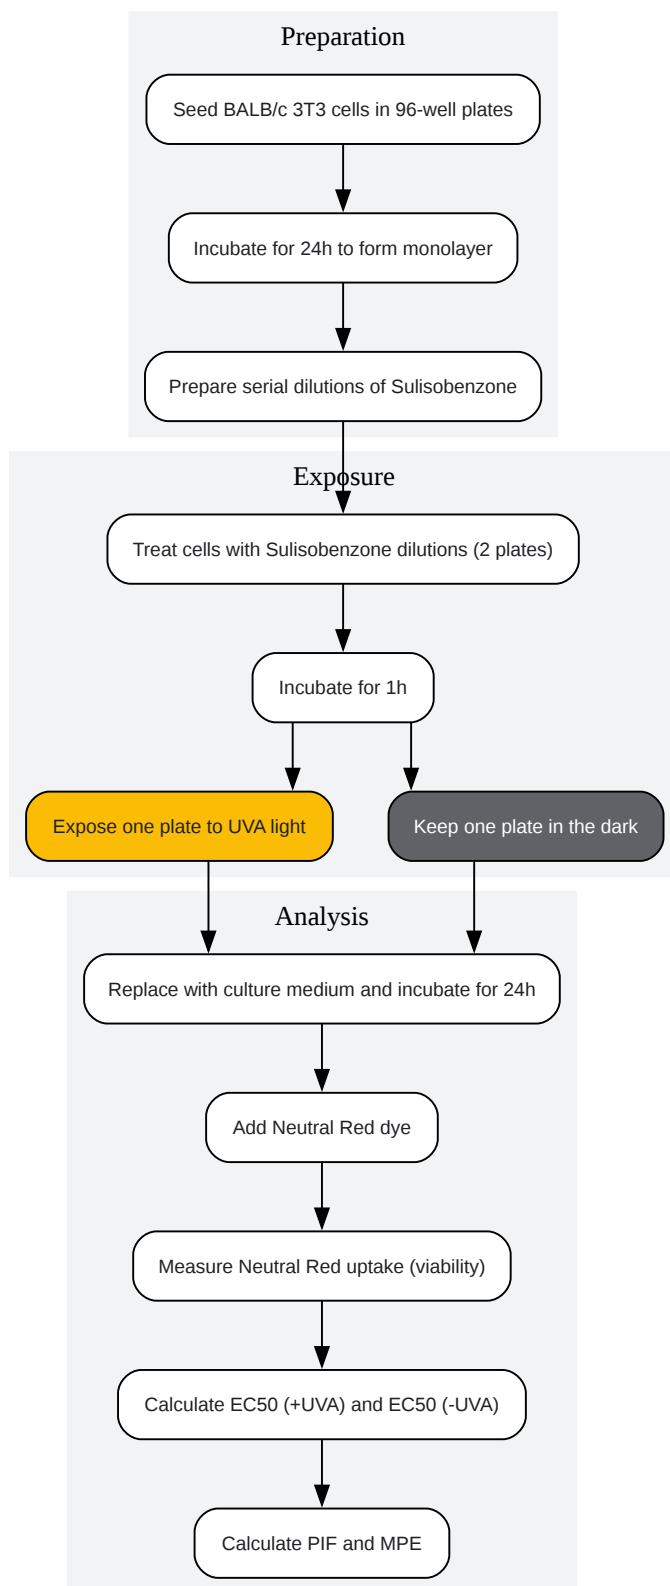 Preparation
Seed BALB/c 3T3 cells in 96-well plates
Incubate for 24h to form monolayer
Prepare serial dilutions of Sulisobenzone
Exposure
Treat cells with Sulisobenzone dilutions (2 plates)
Incubate for 1h
Expose one plate to UVA light
Keep one plate in the dark
Analysis
Replace with culture medium and incubate for 24h
Add Neutral Red dye
Measure Neutral Red uptake (viability)
Calculate EC50 (+UVA) and EC50 (-UVA)
Calculate PIF and MPE